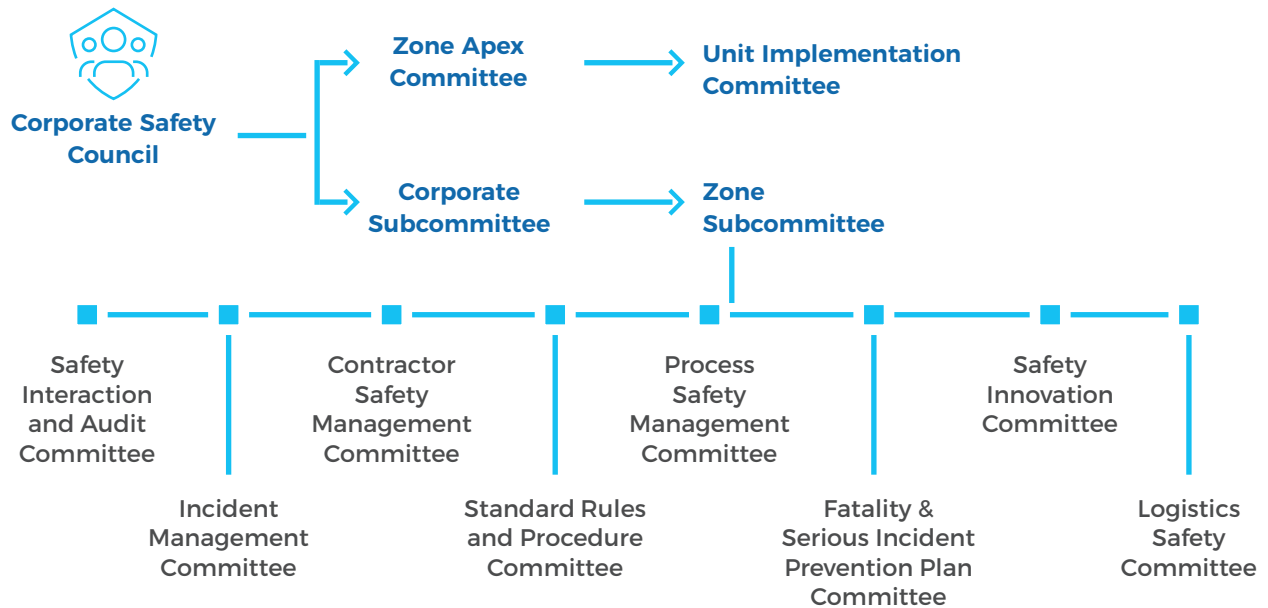 Corporate Safety
Council
Zone Apex
Committee
Unit Implementation
Committee
Corporate
Subcommittee
Zone
Subcommittee
Safety
Interaction
and Audit
Committee
Incident
Management
Committee
Contractor
Safety
Management
Committee
Standard Rules
and Procedure
Committee
Process
Safety
Management
Committee
Fatality &
Serious Incident
Prevention Plan
Committee
Safety
Innovation
Committee
Logistics
Safety
Committee